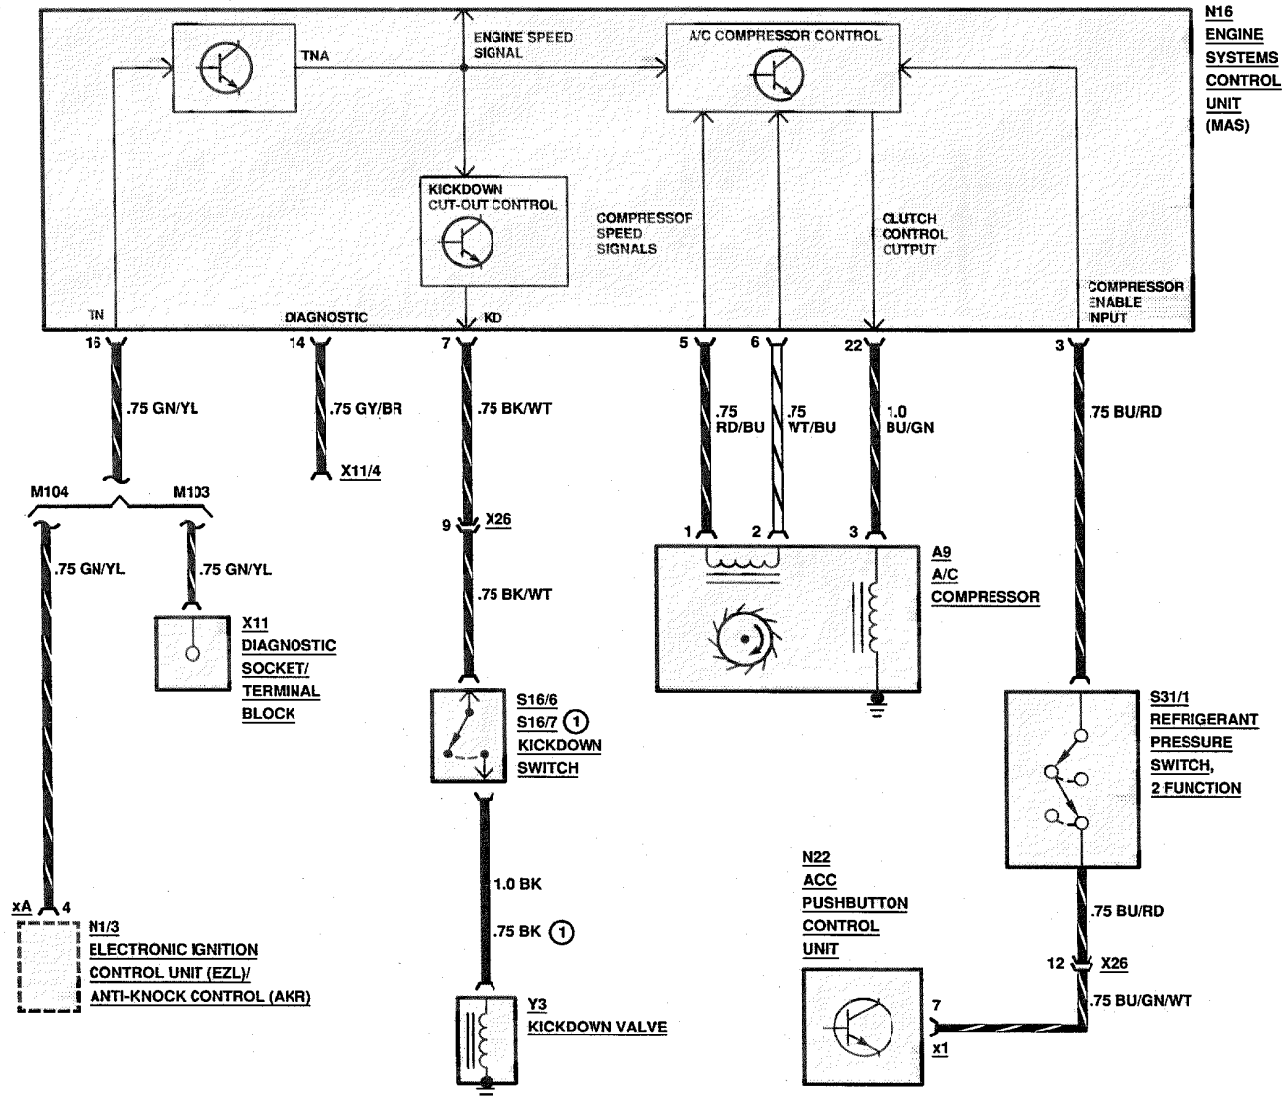 N16
ENGINE
SYSTEMS
CONTROL
UNIT
(MAS)
TNA
ENGINE SPEED
SIGNAL
A/C COMPRESSOR CONTROL
KICKDOWN
CUT-OUT CONTROL
COMPRESSOF
SPEED
SIGNALS
CLUTCH
CONTROL
CUTPUT
COMPRESSOR
ENABLE
INPUT
TN
DIAGNOSTIC
KD
16
14
7
5
6
22
3
.75 GN/YL
.75 GY/BR
.75 BK/WT
.75
RD/BU
.75
WT/BU
1.0
BU/GN
.75 BU/RD
X11/4
M104
M103
9
X26
1
2
3
.75 GN/YL
.75 GN/YL
.75 BK/WT
A9
A/C
COMPRESSOR
X11
DIAGNOSTIC
SOCKET/
TERMINAL
BLOCK
S16/6
S16/7 1
KICKDOWN
SWITCH
S31/1
REFRIGERANT
PRESSURE
SWITCH,
2 FUNCTION
1.0 BK
.75 BK 1
N22
ACC
PUSHBUTTON
CONTROL
UNIT
.75 BU/RD
12
X26
.75 BU/GN/WT
xA
4
N1/3
ELECTRONIC IGNITION
CONTROL UNIT (EZL)/
ANTI-KNOCK CONTROL (AKR)
Y3
KICKDOWN VALVE
7
x1